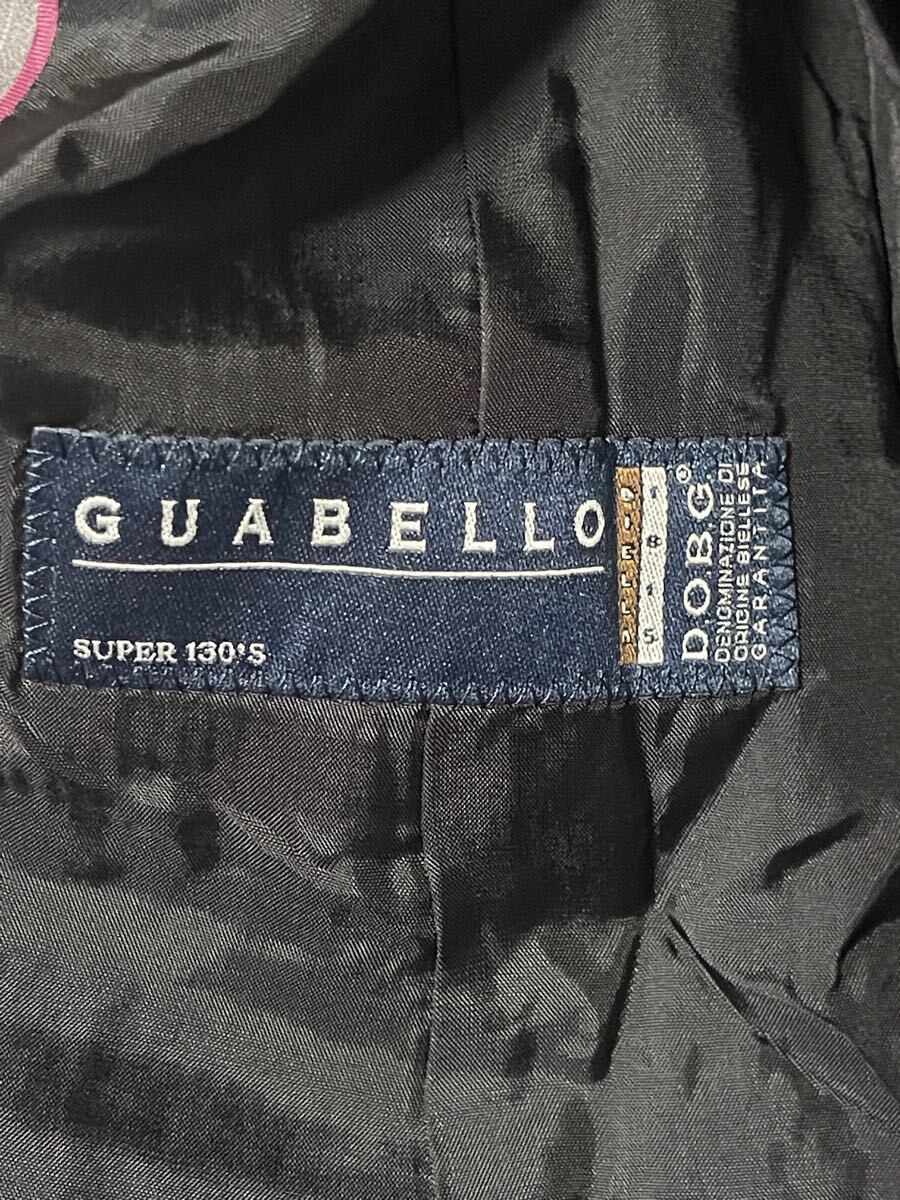 GUABELLO
SUPER 130'S
BIELLA
1815
D.O.B.G®
DENOMINAZIONE DI
ORIGINE BIELLESE
GARANTITA